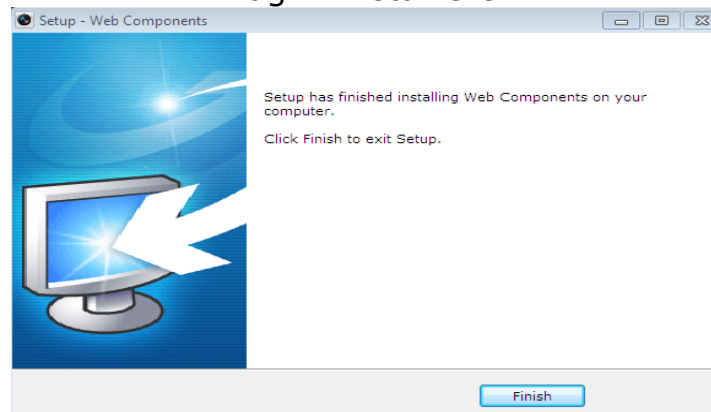 Setup - Web Components
Setup has finished installing Web Components on your
computer.
Click Finish to exit Setup.
Finish